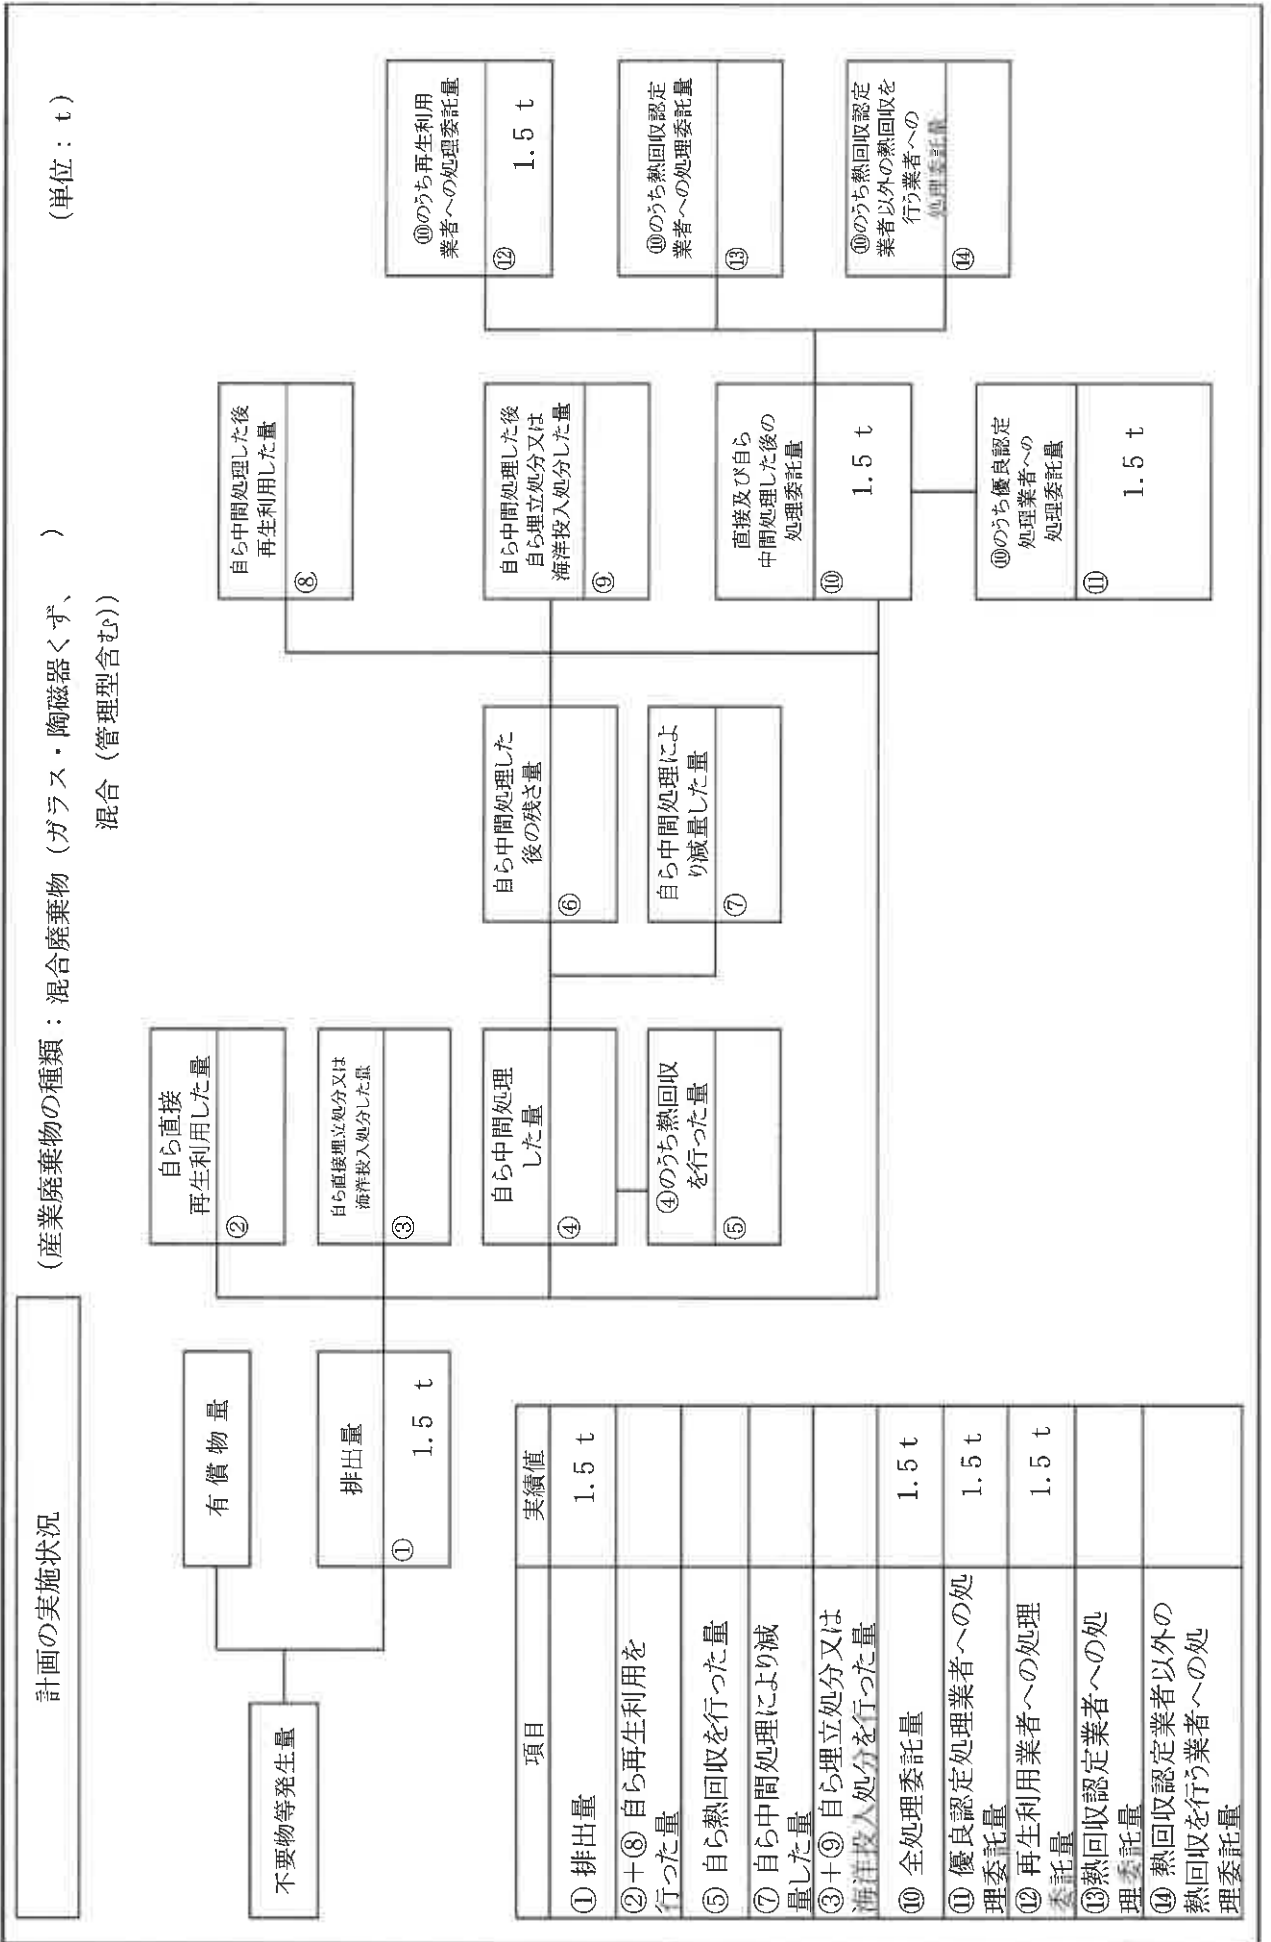 計画の実施状況
（産業廃棄物の種類：混合廃棄物（ガラス・陶磁器くず、
混合（管理型含む））
）
（単位：t）
不要物等発生量
有 償 物 量
排出量
①
1.5 t
自ら直接
再生利用した量
②
自ら直接埋立処分又は
海洋投入処分した量
③
自ら中間処理
した量
④
④のうち熱回収
を行った量
⑤
自ら中間処理した
後の残さ量
⑥
自ら中間処理によ
り減量した量
⑦
自ら中間処理した後
再生利用した量
⑧
自ら中間処理した後
自ら埋立処分又は
海洋投入処分した量
⑨
直接及び自ら
中間処理した後の
処理委託量
⑩
1.5 t
⑩のうち優良認定
処理業者への
処理委託量
⑪
1.5 t
⑩のうち再生利用
業者への処理委託量
⑫
1.5 t
⑩のうち熱回収認定
業者への処理委託量
⑬
⑩のうち熱回収認定
業者以外の熱回収を
行う業者への
処理委託量
⑭
項目
実績値
① 排出量
1.5 t
②＋⑧ 自ら再生利用を
行った量
⑤ 自ら熱回収を行った量
⑦ 自ら中間処理により減
量した量
③＋⑨ 自ら埋立処分又は
海洋投入処分を行った量
⑩ 全処理委託量
1.5 t
⑪ 優良認定処理業者への処
理委託量
1.5 t
⑫ 再生利用業者への処理
委託量
1.5 t
⑬熱回収認定業者への処
理委託量
⑭ 熱回収認定業者以外の
熱回収を行う業者への処
理委託量